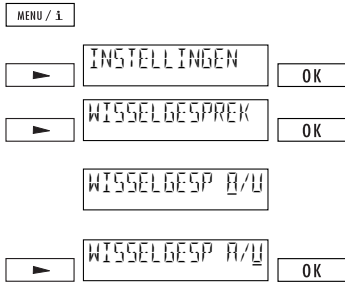 MENU / i
INSTELLINGEN
OK
WISSELGESPREK
OK
WISSELGESP A/U
WISSELGESP A/U
OK